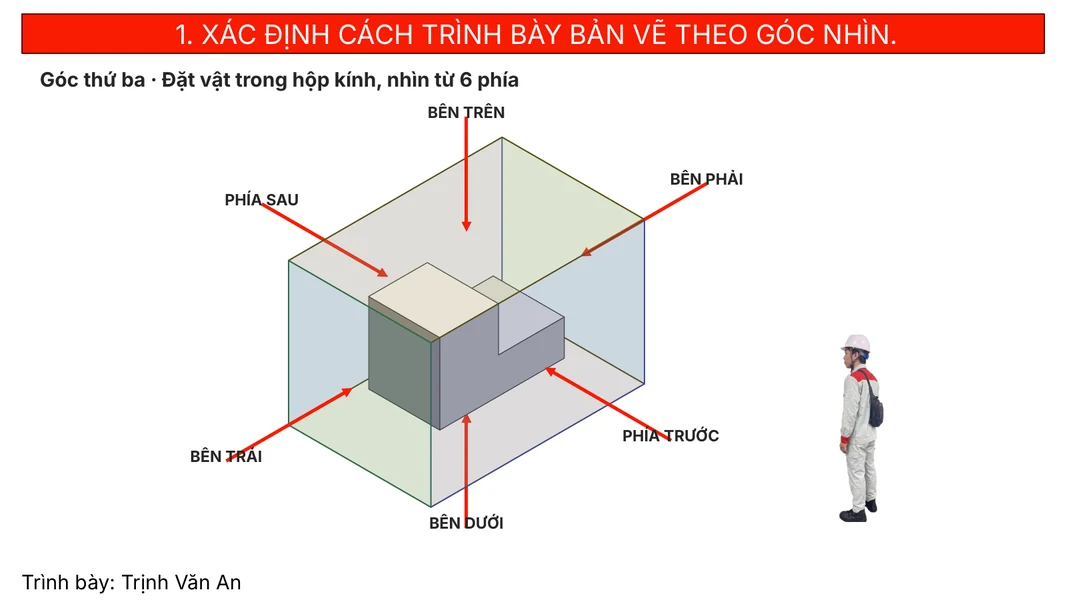 1. XÁC ĐỊNH CÁCH TRÌNH BÀY BẢN VẼ THEO GÓC NHÌN.
Góc thứ ba · Đặt vật trong hộp kính, nhìn từ 6 phía
BÊN TRÊN
BÊN PHẢI
PHÍA SAU
PHÍA TRƯỚC
BÊN TRÁI
BÊN DƯỚI
Trình bày: Trịnh Văn An